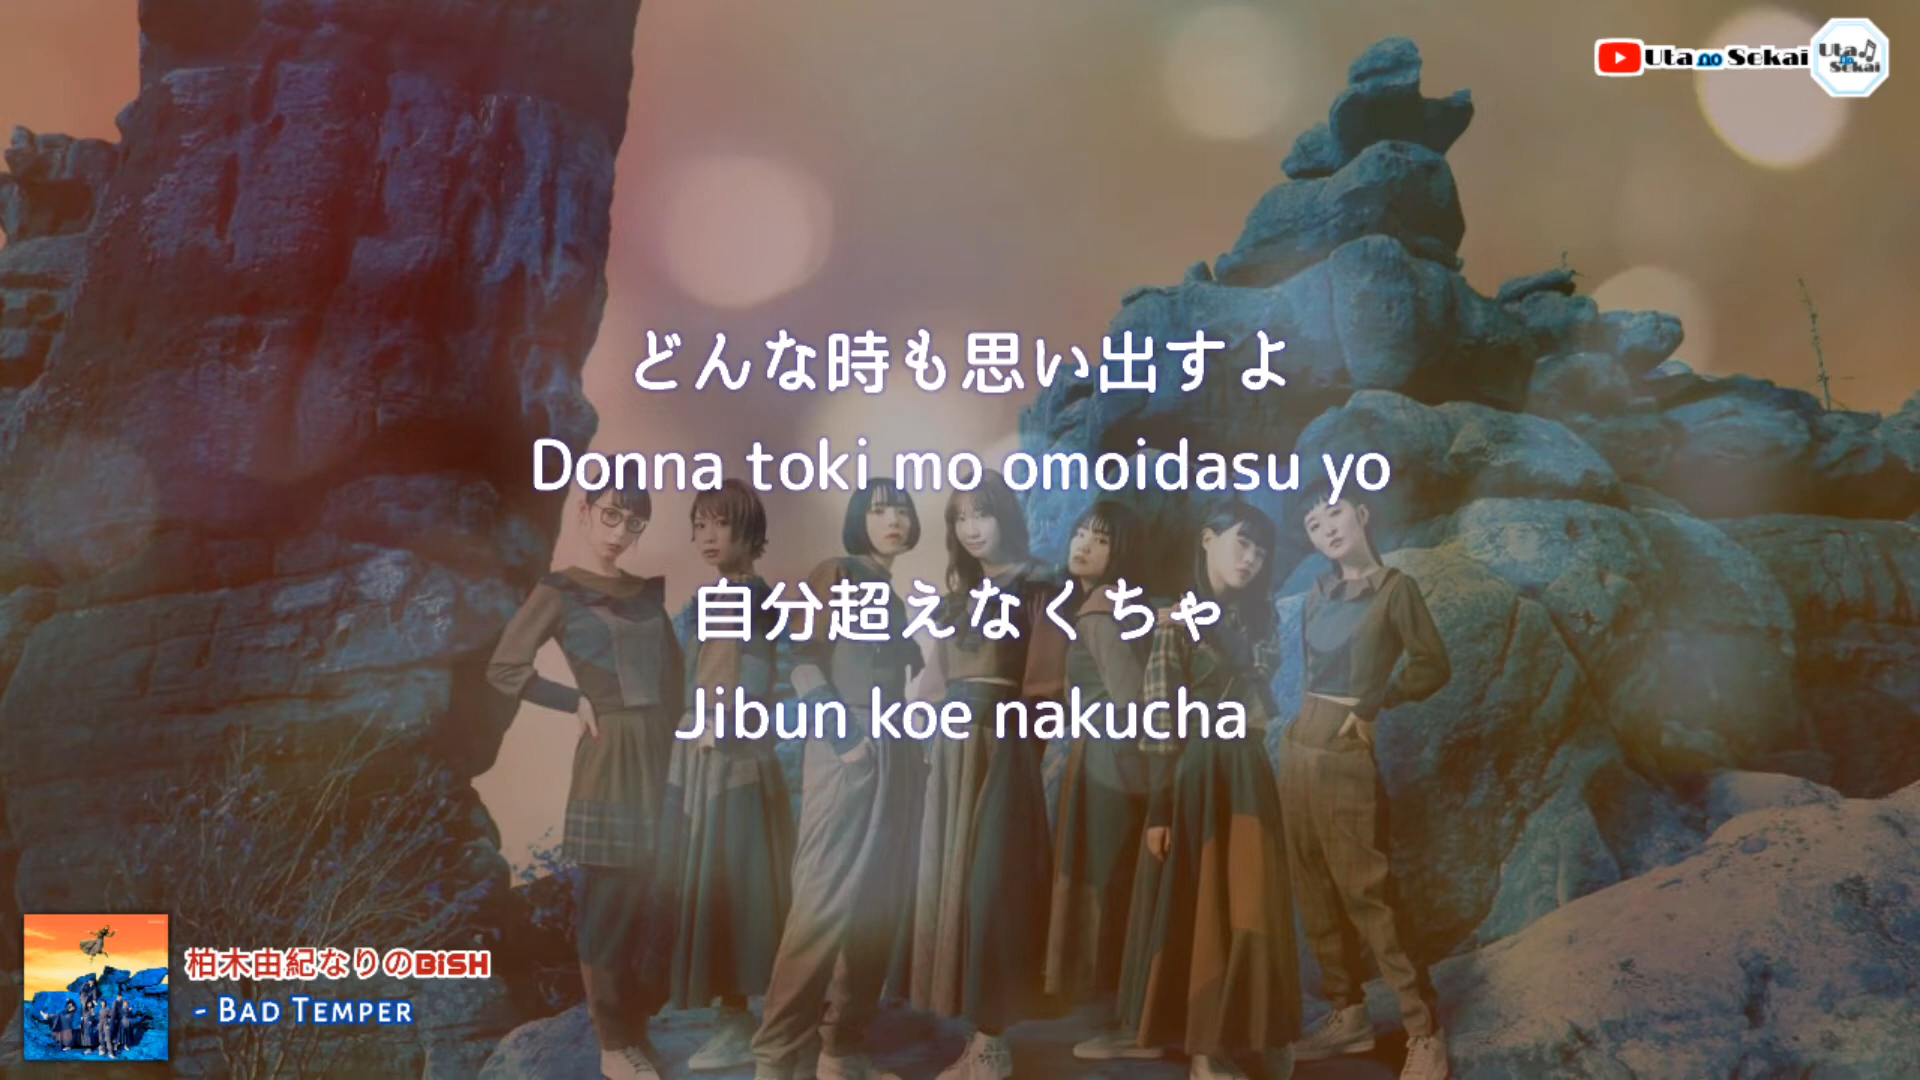 Uta no Sekai
Uta no Sekai
どんな時も思い出すよ
Donna toki mo omoidasu yo
自分超えなくちゃ
Jibun koe nakucha
柏木由紀なりのBiSH
- Bad Temper